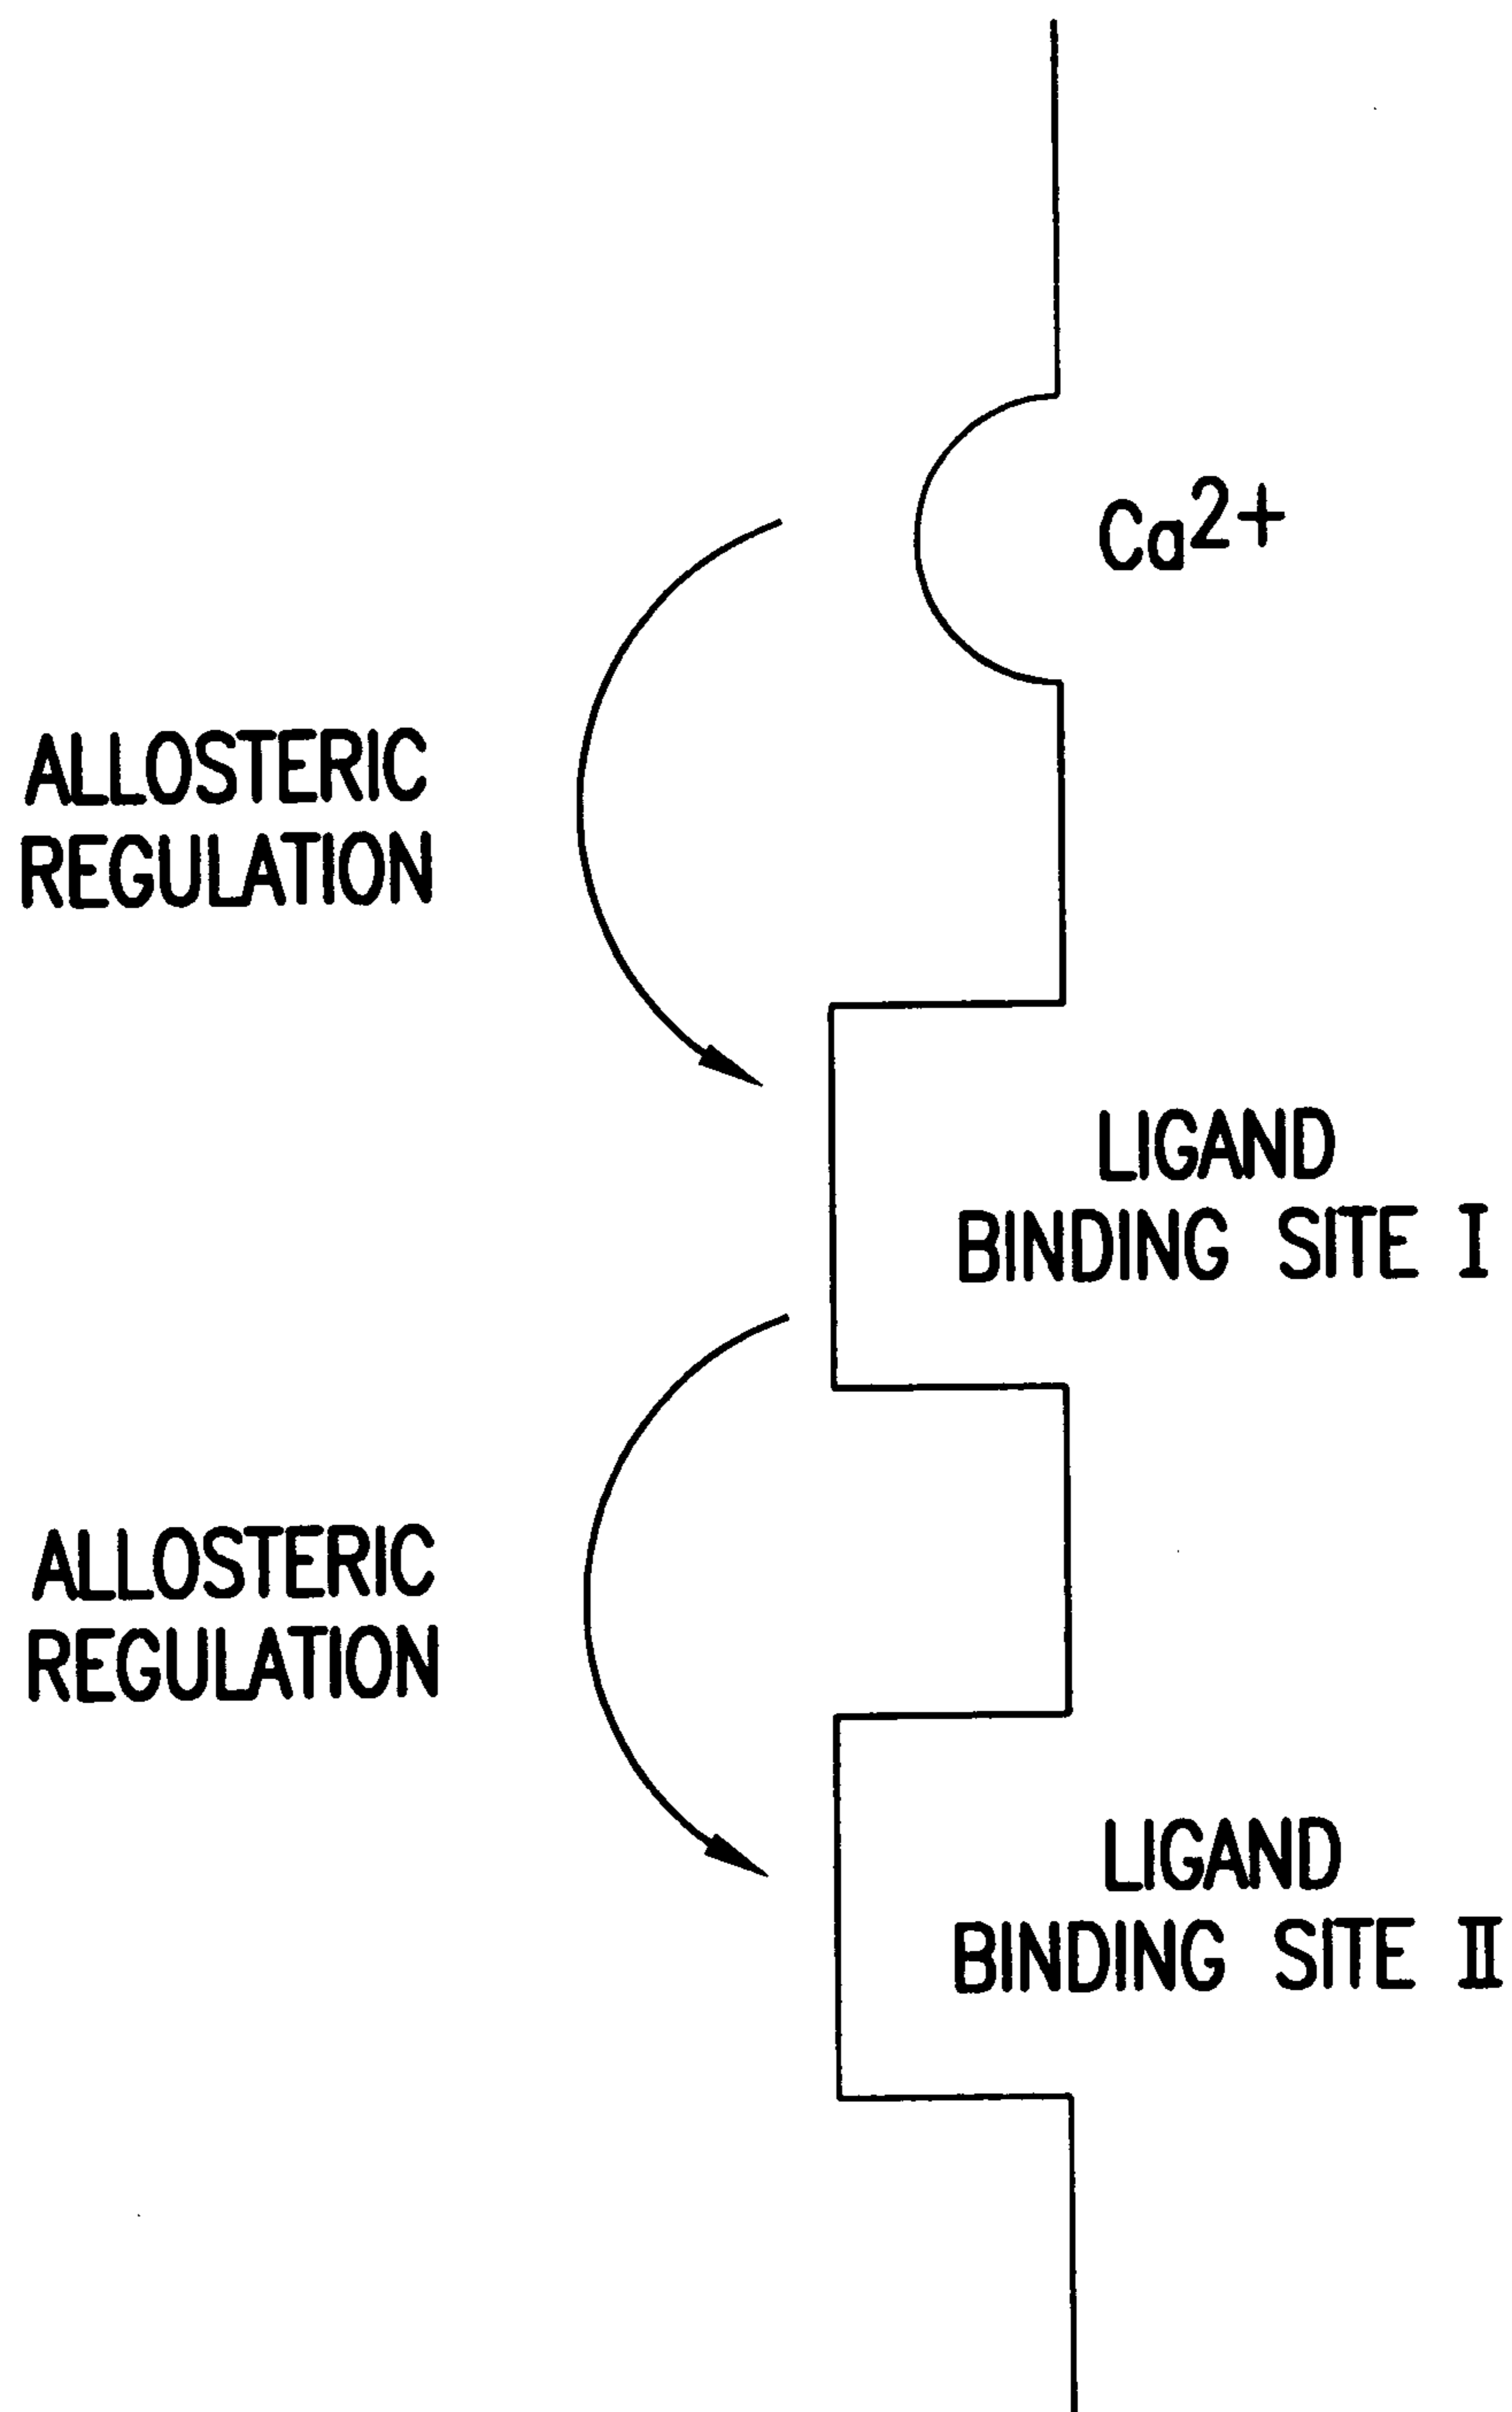 Ca2+
ALLOSTERIC
REGULATION
LIGAND
BINDING SITE I
ALLOSTERIC
REGULATION
LIGAND
BINDING SITE II